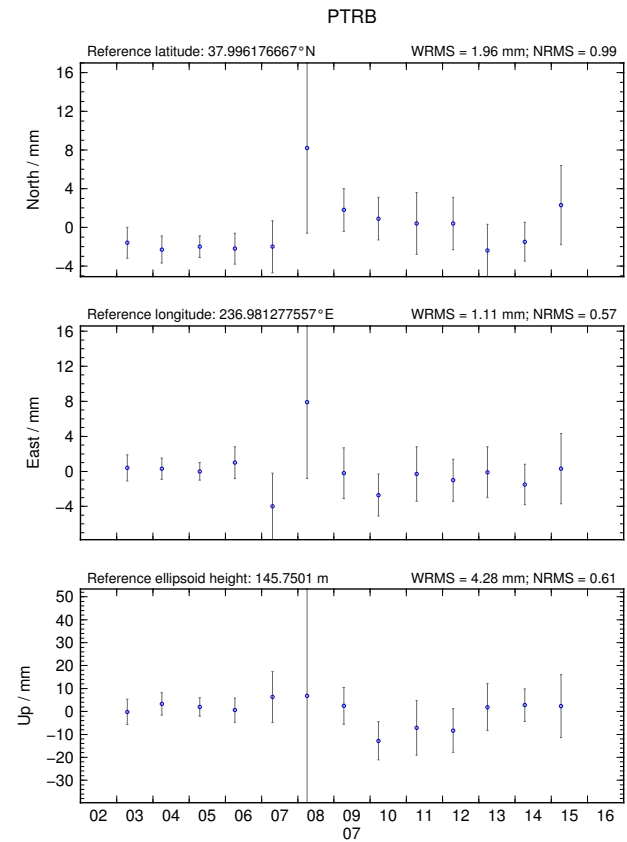 PTRB
Reference latitude: 37.996176667°N WRMS = 1.96 mm; NRMS = 0.99
16
12
8
4
0
−4
North / mm
Reference longitude: 236.981277557°E WRMS = 1.11 mm; NRMS = 0.57
16
12
8
4
0
−4
East / mm
Reference ellipsoid height: 145.7501 m WRMS = 4.28 mm; NRMS = 0.61
50
40
30
20
10
0
−10
−20
−30
Up / mm
02 03 04 05 06 07 08 09 10 11 12 13 14 15 16
07